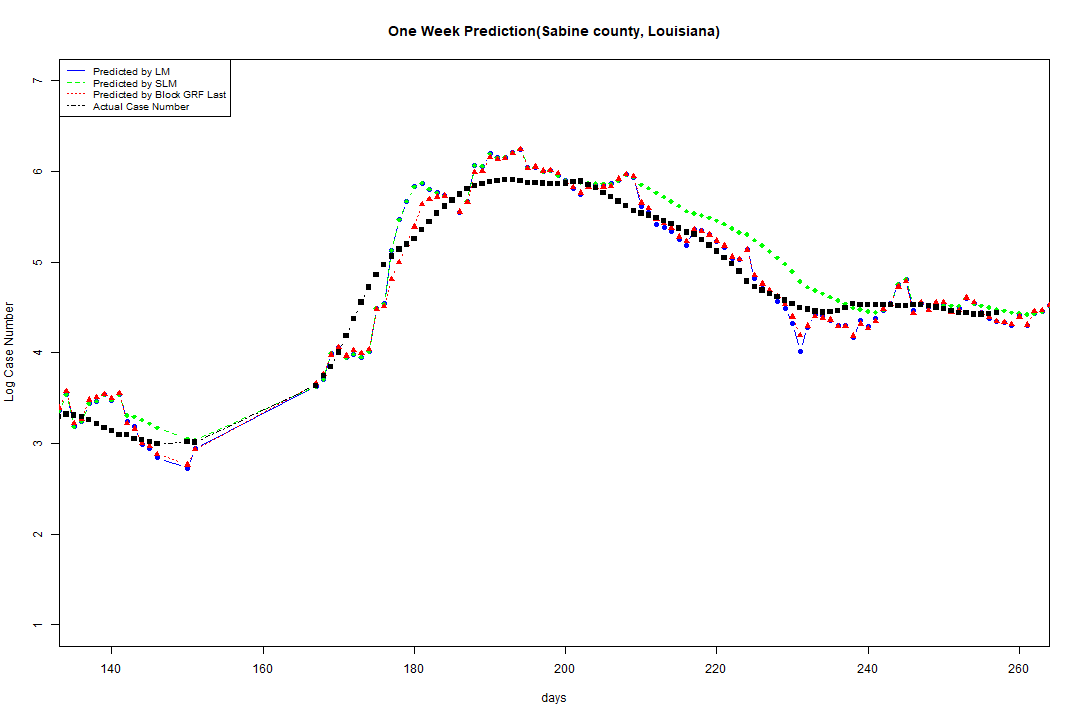 One Week Prediction(Sabine county, Louisiana)
Predicted by LM
Predicted by SLM
Predicted by Block GRF Last
Actual Case Number
7
6
5
4
3
2
1
Log Case Number
140 160 180 200 220 240 260
days